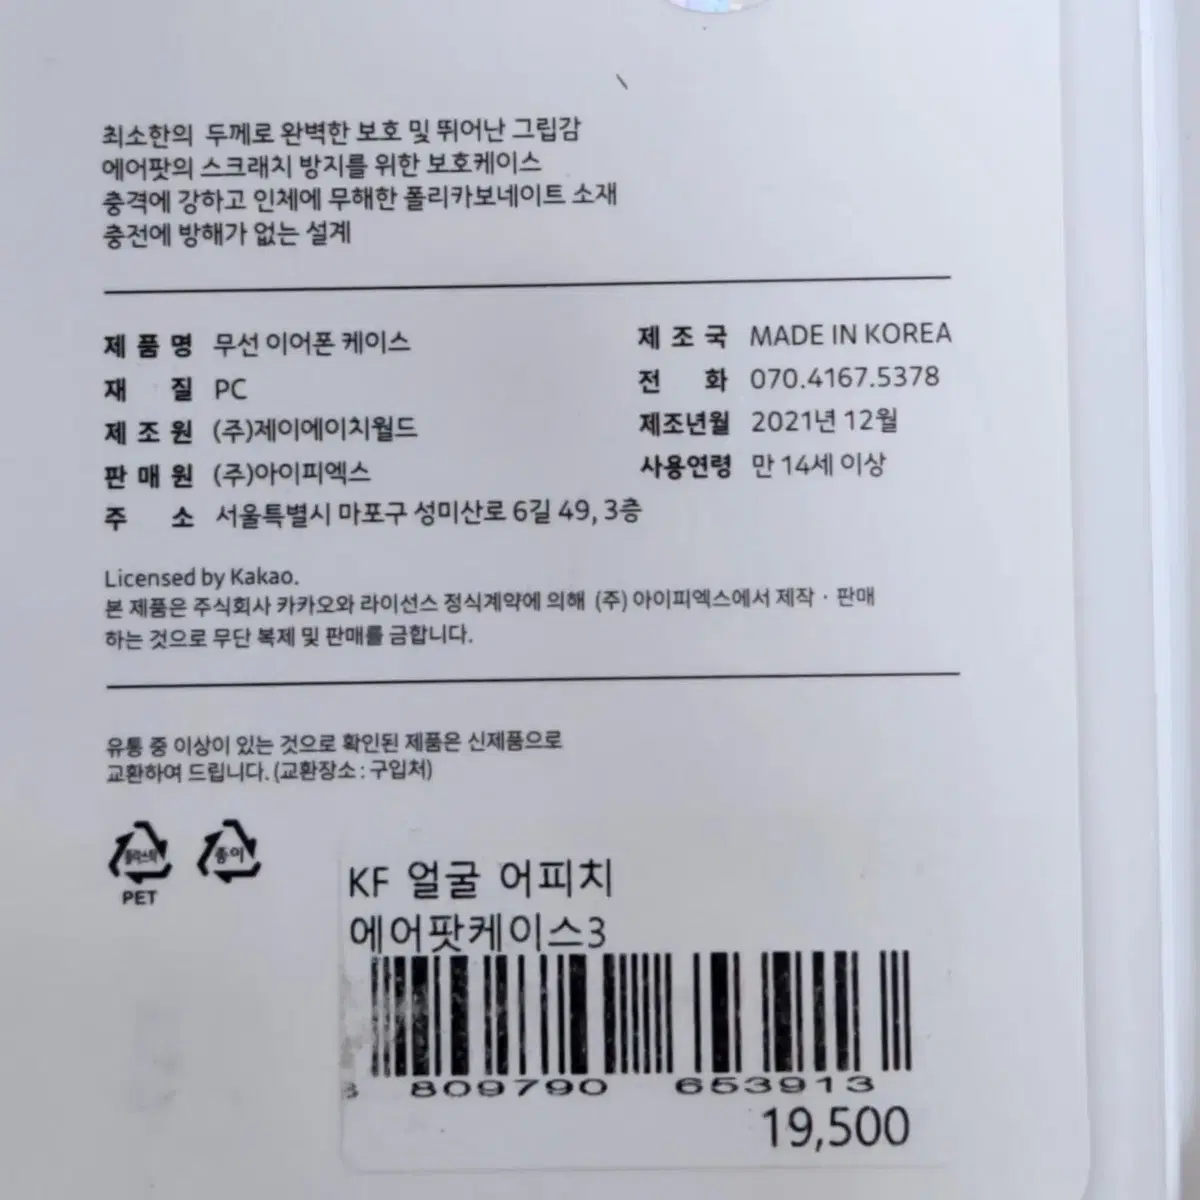 최소한의 두께로 완벽한 보호 및 뛰어난 그립감
에어팟의 스크래치 방지를 위한 보호케이스
충격에 강하고 인체에 무해한 폴리카보네이트 소재
충전에 방해가 없는 설계
제품명 무선 이어폰 케이스
재질 PC
제조원 (주)제이에이치월드
판매원 (주)아이피엑스
주소 서울특별시 마포구 성미산로 6길 49, 3층
제조국 MADE IN KOREA
전화 070.4167.5378
제조년월 2021년 12월
사용연령 만 14세 이상
Licensed by Kakao.
본 제품은 주식회사 카카오와 라이선스 정식계약에 의해 (주) 아이피엑스에서 제작 · 판매
하는 것으로 무단 복제 및 판매를 금합니다.
유통 중 이상이 있는 것으로 확인된 제품은 신제품으로
교환하여 드립니다. (교환장소 : 구입처)
플라스틱 종이
PET
KF 얼굴 어피치
에어팟케이스3
8 809790 653913
19,500